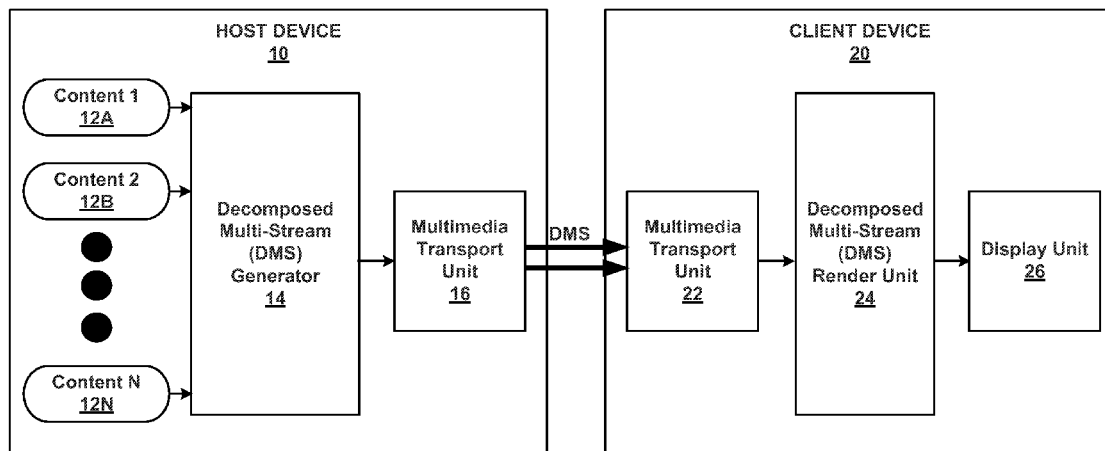 HOST DEVICE
10
Content 1
12A
Content 2
12B
Content N
12N
Decomposed
Multi-Stream
(DMS)
Generator
14
Multimedia
Transport
Unit
16
DMS
CLIENT DEVICE
20
Multimedia
Transport
Unit
22
Decomposed
Multi-Stream
(DMS)
Render Unit
24
Display Unit
26